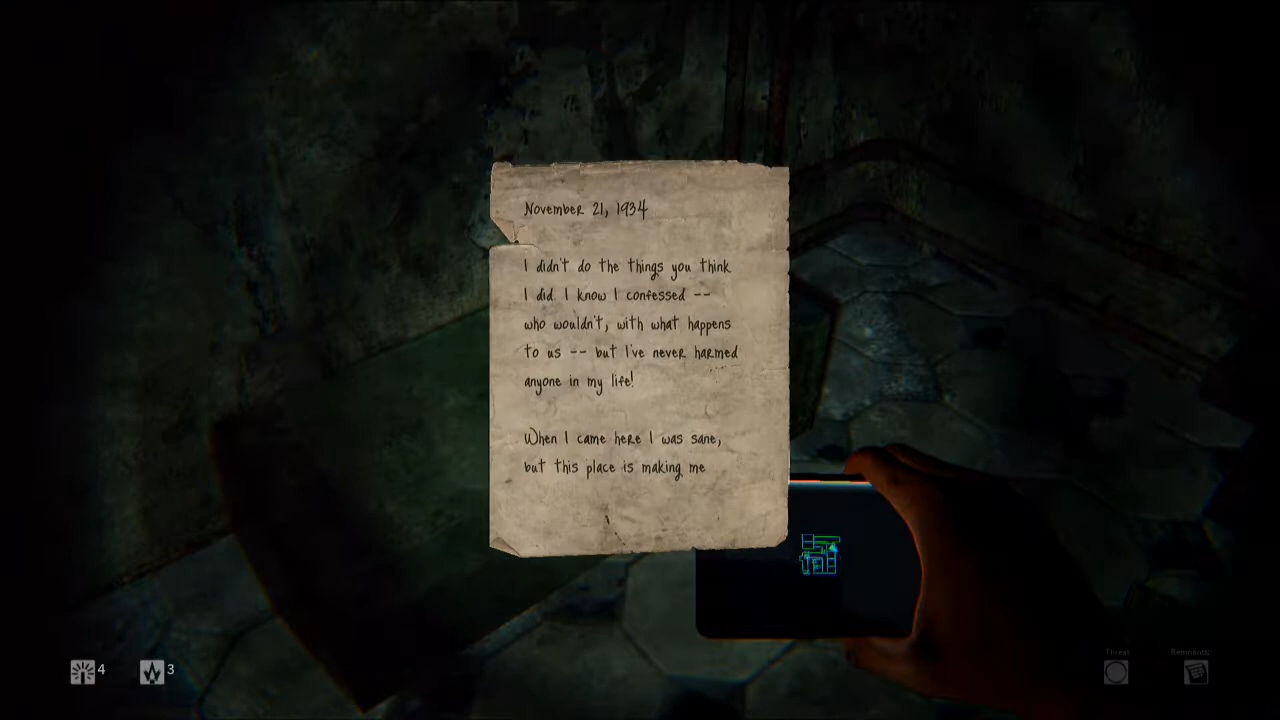 November 21, 1934
I didn't do the things you think
I did. I know I confessed --
who wouldn't, with what happens
to us -- but I've never harmed
anyone in my life!
When I came here I was sane,
but this place is making me
4
3
Threat
Remnants